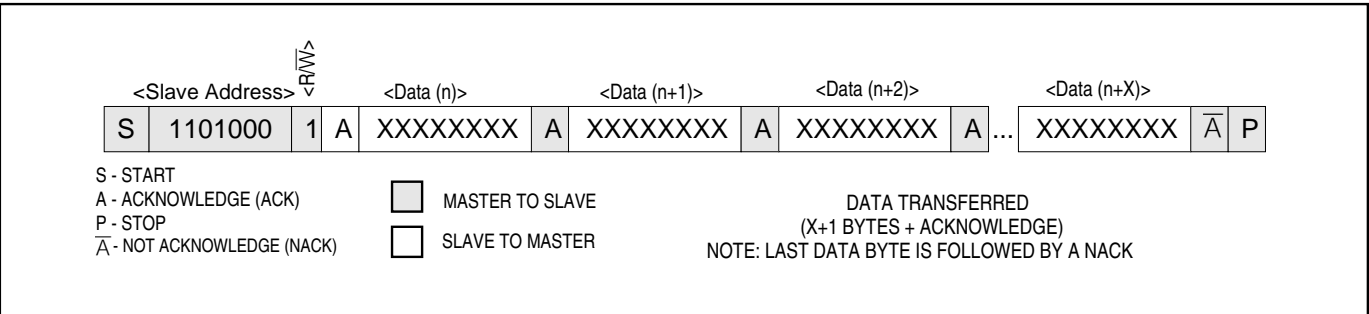 <R/W̅>
<Slave Address> <Data (n)> <Data (n+1)> <Data (n+2)> <Data (n+X)>
S 1101000 1 A XXXXXXXX A XXXXXXXX A XXXXXXXX A ... XXXXXXXX A̅ P
S - START
A - ACKNOWLEDGE (ACK)
P - STOP
A̅ - NOT ACKNOWLEDGE (NACK)
MASTER TO SLAVE
SLAVE TO MASTER
DATA TRANSFERRED
(X+1 BYTES + ACKNOWLEDGE)
NOTE: LAST DATA BYTE IS FOLLOWED BY A NACK